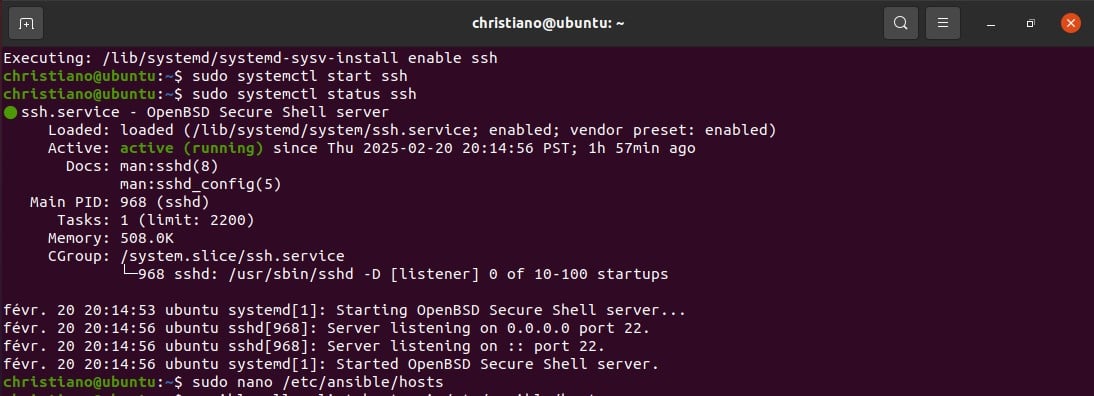 christiano@ubuntu: ~
Executing: /lib/systemd/systemd-sysv-install enable ssh
christiano@ubuntu:~$ sudo systemctl start ssh
christiano@ubuntu:~$ sudo systemctl status ssh
● ssh.service - OpenBSD Secure Shell server
Loaded: loaded (/lib/systemd/system/ssh.service; enabled; vendor preset: enabled)
Active: active (running) since Thu 2025-02-20 20:14:56 PST; 1h 57min ago
Docs: man:sshd(8)
man:sshd_config(5)
Main PID: 968 (sshd)
Tasks: 1 (limit: 2200)
Memory: 508.0K
CGroup: /system.slice/ssh.service
└─968 sshd: /usr/sbin/sshd -D [listener] 0 of 10-100 startups
févr. 20 20:14:53 ubuntu systemd[1]: Starting OpenBSD Secure Shell server...
févr. 20 20:14:56 ubuntu sshd[968]: Server listening on 0.0.0.0 port 22.
févr. 20 20:14:56 ubuntu sshd[968]: Server listening on :: port 22.
févr. 20 20:14:56 ubuntu systemd[1]: Started OpenBSD Secure Shell server.
christiano@ubuntu:~$ sudo nano /etc/ansible/hosts